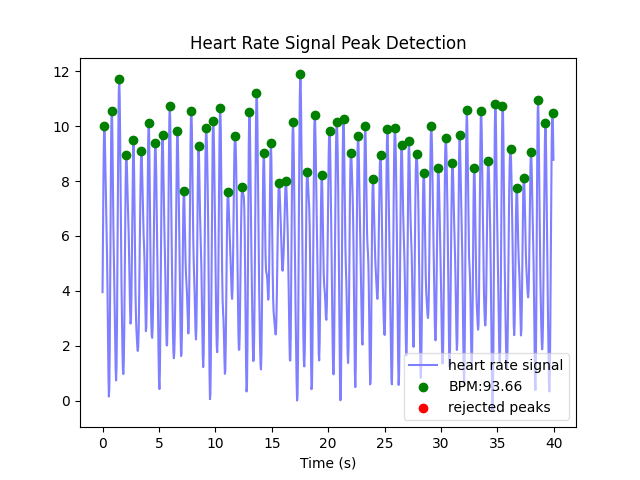 Heart Rate Signal Peak Detection
12
10
8
6
4
2
0
heart rate signal
BPM:93.66
rejected peaks
0 5 10 15 20 25 30 35 40
Time (s)